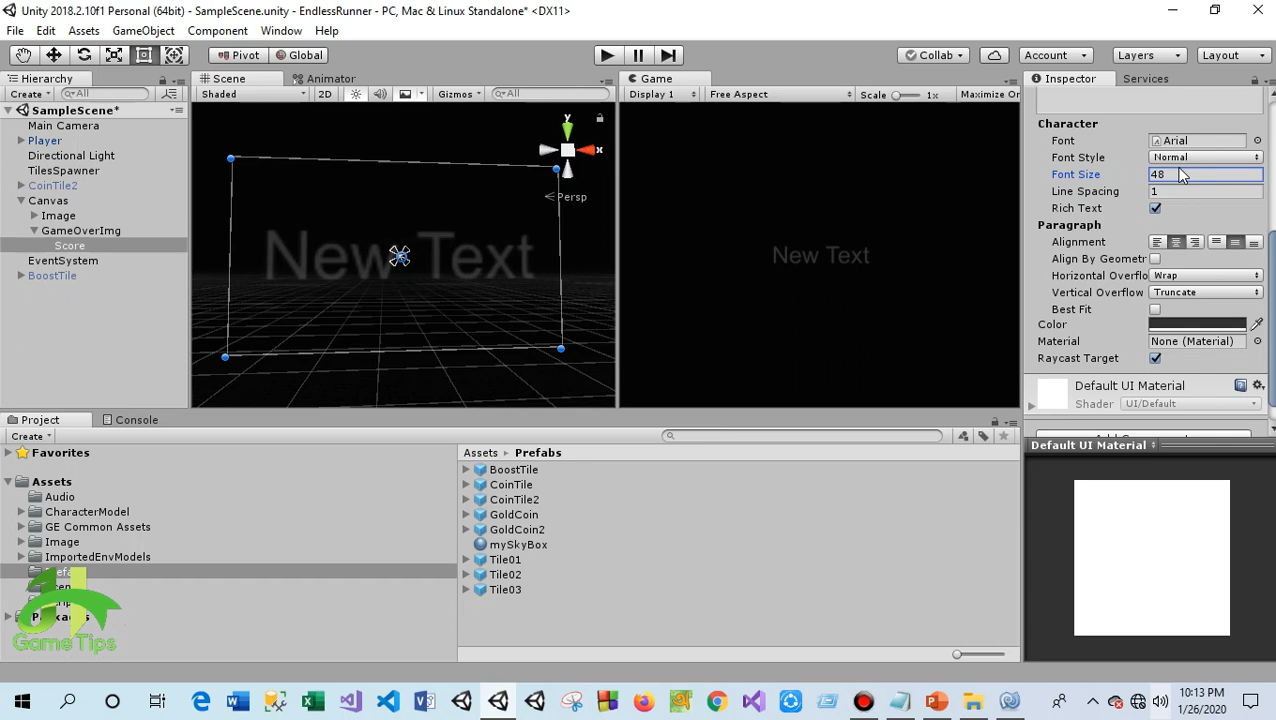 Unity 2018.2.10f1 Personal (64bit) - SampleScene.unity - EndlessRunner - PC, Mac & Linux Standalone* <DX11>
File Edit Assets GameObject Component Window Help
Pivot Global Collab Account Layers Layout
Hierarchy Scene Animator Game Inspector Services
Create All Shaded 2D Gizmos All Display 1 Free Aspect Scale 1x Maximize On
SampleScene*
Main Camera
Player
Directional Light
TilesSpawner
CoinTile2
Canvas
Image
GameOverImg
Score
EventSystem
BoostTile
y
x
Persp
New Text
New Text
Character
Font Arial
Font Style Normal
Font Size 48
Line Spacing 1
Rich Text
Paragraph
Alignment
Align By Geometr
Horizontal Overflo Wrap
Vertical Overflow Truncate
Best Fit
Color
Material None (Material)
Raycast Target
Default UI Material
Shader UI/Default
Default UI Material
Project Console
Create
Favorites
Assets
Audio
CharacterModel
GE Common Assets
Image
ImportedEnvModels
Assets Prefabs
BoostTile
CoinTile
CoinTile2
GoldCoin
GoldCoin2
mySkyBox
Tile01
Tile02
Tile03
GameTips
10:13 PM
1/26/2020